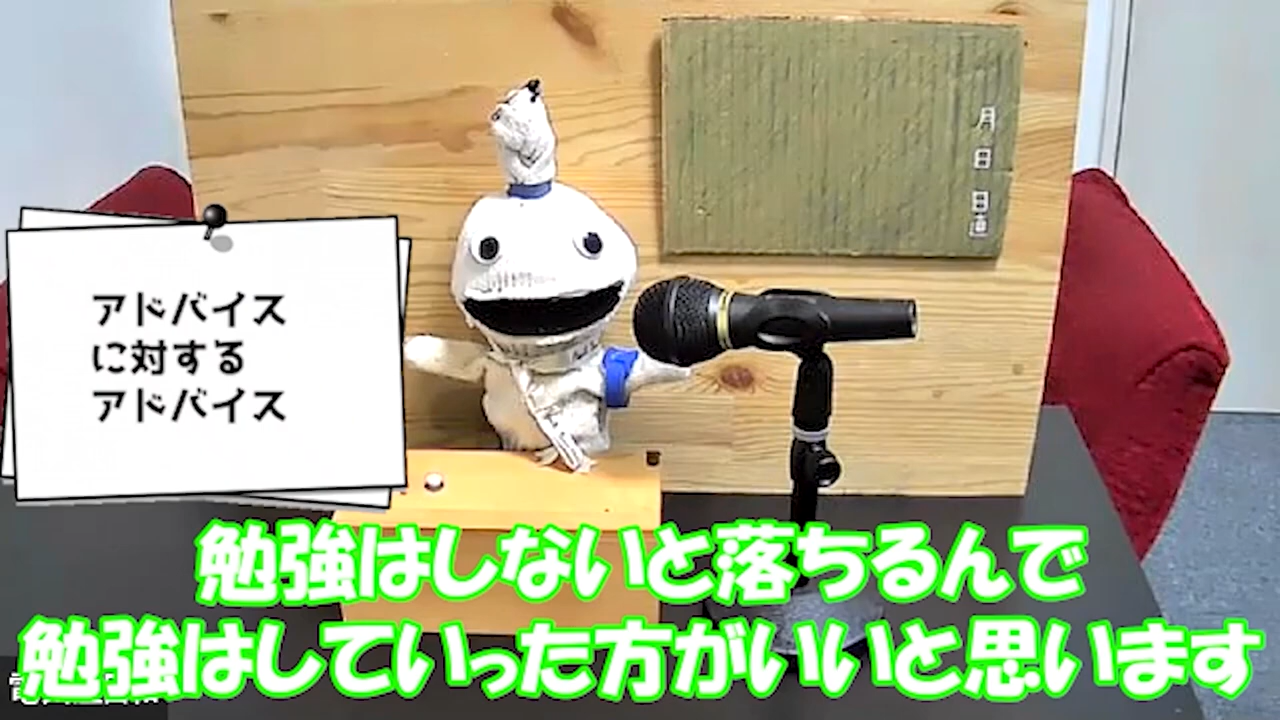 アドバイス
に対する
アドバイス
月
日
勉強はしないと落ちるんで
勉強はしていった方がいいと思います